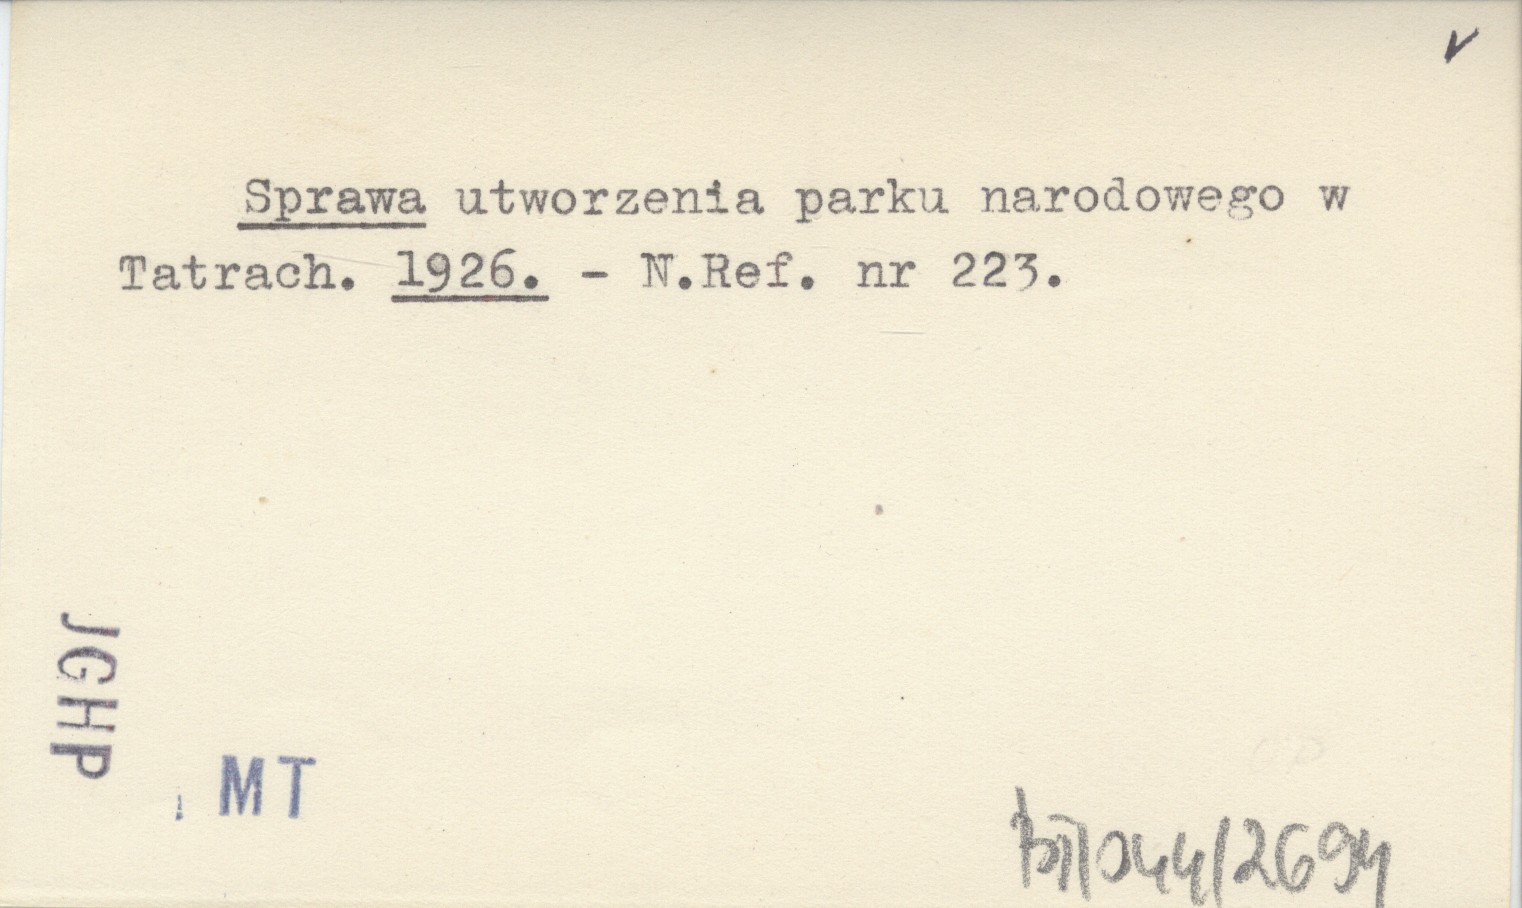 Sprawa utworzenia parku narodowego w
Tatrach. 1926. - N.Ref. nr 223.
JGHP
MT